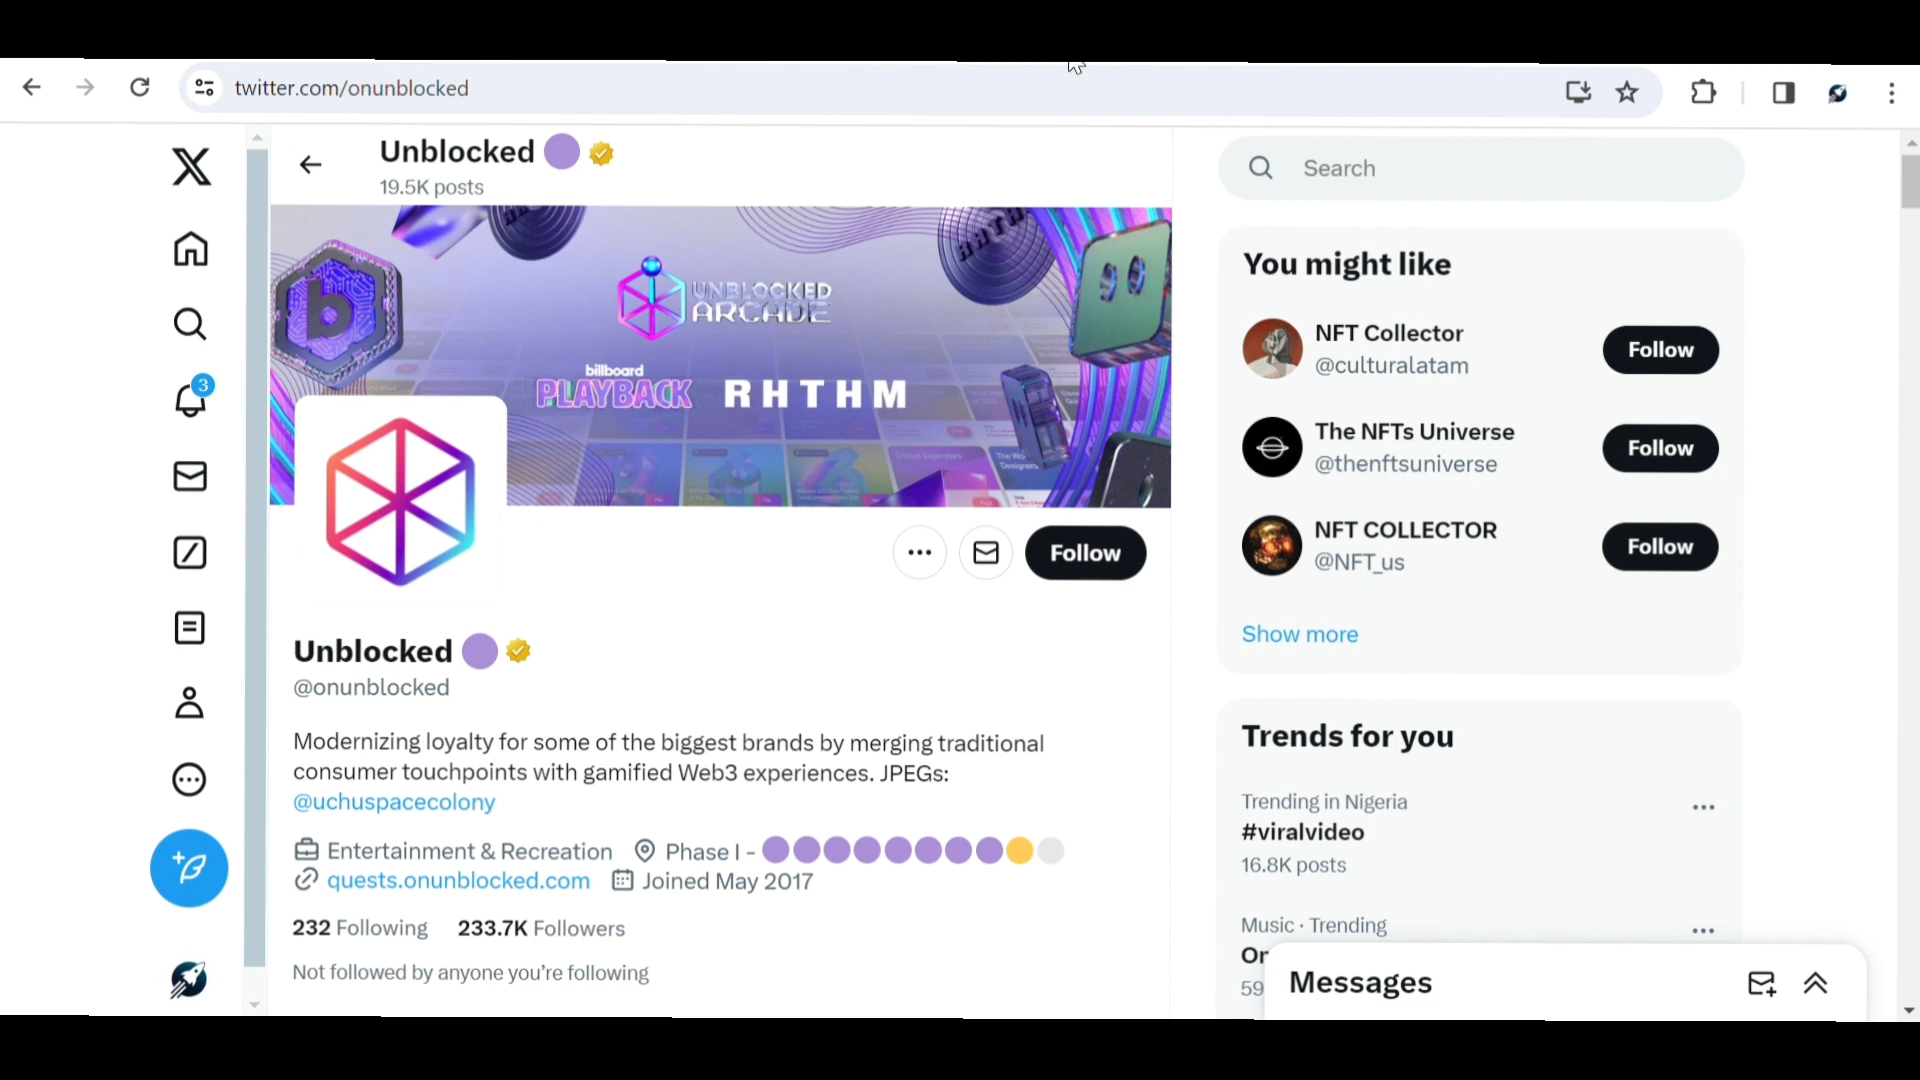 twitter.com/onunblocked
Unblocked
19.5K posts
UNBLOCKED
ARCADE
billboard
PLAYBACK
RHTHM
b
Follow
Unblocked
@onunblocked
Modernizing loyalty for some of the biggest brands by merging traditional
consumer touchpoints with gamified Web3 experiences. JPEGs:
@uchuspacecolony
Entertainment & Recreation Phase I -
quests.onunblocked.com Joined May 2017
232 Following 233.7K Followers
Not followed by anyone you’re following
3
Search
You might like
NFT Collector
@culturalatam
Follow
The NFTs Universe
@thenftsuniverse
Follow
NFT COLLECTOR
@NFT_us
Follow
Show more
Trends for you
Trending in Nigeria
#viralvideo
16.8K posts
Music · Trending
Messages